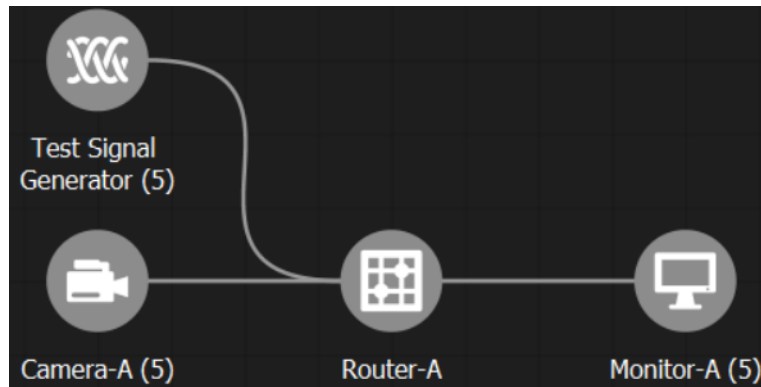 Test Signal
Generator (5)
Camera-A (5)
Router-A
Monitor-A (5)